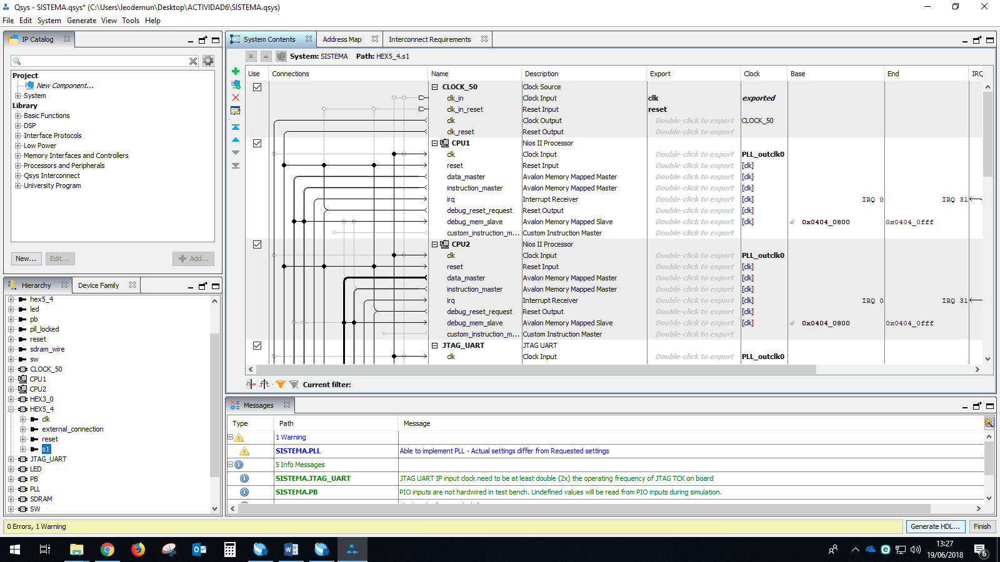 Qsys - SISTEMA.qsys* (C:\Users\leodemun\Desktop\ACTIVIDAD6\SISTEMA.qsys)
File Edit System Generate View Tools Help
IP Catalog
Project
New Component...
System
Library
Basic Functions
DSP
Interface Protocols
Low Power
Memory Interfaces and Controllers
Processors and Peripherals
Qsys Interconnect
University Program
New... Edit... Add...
Hierarchy Device Family
hex5_4
led
pb
pll_locked
reset
sdram_wire
sw
CLOCK_50
CPU1
CPU2
HEX3_0
HEX5_4
clk
external_connection
reset
s1
JTAG_UART
LED
PB
PLL
SDRAM
SW
System Contents Address Map Interconnect Requirements
System: SISTEMA Path: HEX5_4.s1
Use Connections Name Description Export Clock Base End IRQ
CLOCK_50 Clock Source
clk_in Clock Input clk exported
clk_in_reset Reset Input reset
clk Clock Output Double-click to export CLOCK_50
clk_reset Reset Output Double-click to export
CPU1 Nios II Processor
clk Clock Input Double-click to export PLL_outclk0
reset Reset Input Double-click to export [clk]
data_master Avalon Memory Mapped Master Double-click to export [clk]
instruction_master Avalon Memory Mapped Master Double-click to export [clk]
irq Interrupt Receiver Double-click to export [clk] IRQ 0 IRQ 31
debug_reset_request Reset Output Double-click to export [clk]
debug_mem_slave Avalon Memory Mapped Slave Double-click to export [clk] 0x0404_0800 0x0404_0fff
custom_instruction_m... Custom Instruction Master Double-click to export
CPU2 Nios II Processor
clk Clock Input Double-click to export PLL_outclk0
reset Reset Input Double-click to export [clk]
data_master Avalon Memory Mapped Master Double-click to export [clk]
instruction_master Avalon Memory Mapped Master Double-click to export [clk]
irq Interrupt Receiver Double-click to export [clk] IRQ 0 IRQ 31
debug_reset_request Reset Output Double-click to export [clk]
debug_mem_slave Avalon Memory Mapped Slave Double-click to export [clk] 0x0404_0800 0x0404_0fff
custom_instruction_m... Custom Instruction Master Double-click to export
JTAG_UART JTAG UART
clk Clock Input Double-click to export PLL_outclk0
Current filter:
Messages
Type Path Message
1 Warning
SISTEMA.PLL Able to implement PLL - Actual settings differ from Requested settings
5 Info Messages
SISTEMA.JTAG_UART JTAG UART IP input clock need to be at least double (2x) the operating frequency of JTAG TCK on board
SISTEMA.PB PIO inputs are not hardwired in test bench. Undefined values will be read from PIO inputs during simulation.
0 Errors, 1 Warning
Generate HDL... Finish
13:27
19/06/2018
6